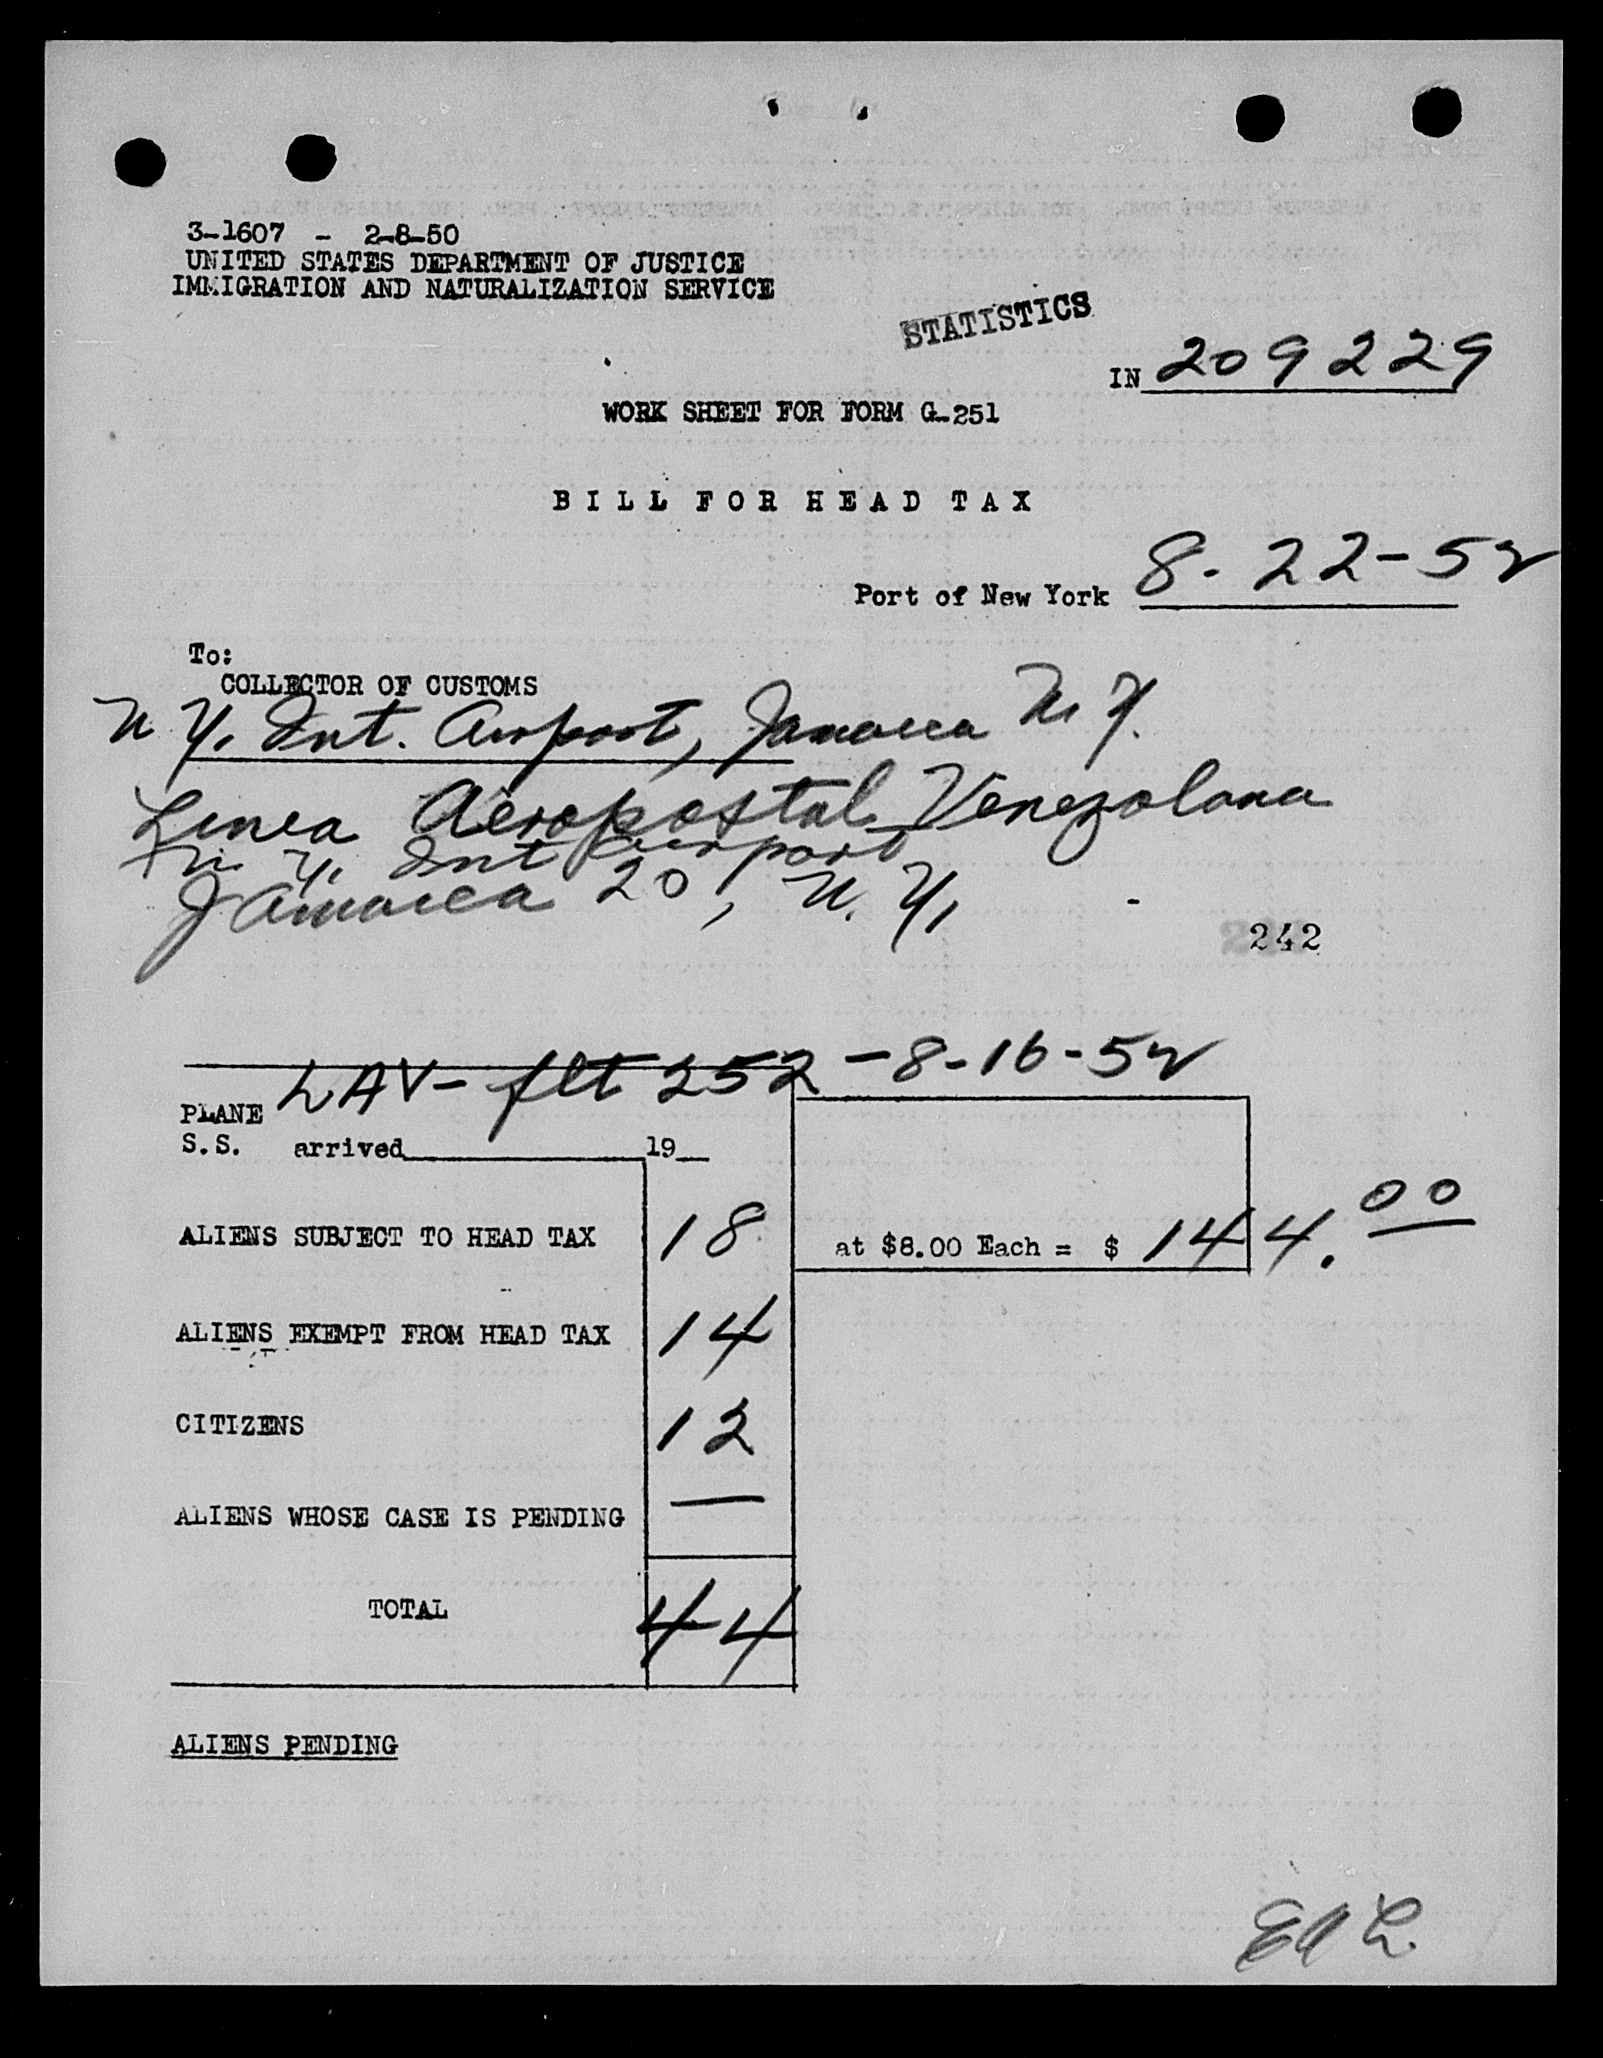 3-1607 - 2-8-50
UNITED STATES DEPARTMENT OF JUSTICE
IMMIGRATION AND NATURALIZATION SERVICE
STATISTICS
IN 209229
WORK SHEET FOR FORM G-251
BILL FOR HEAD TAX
Port of New York 8-22-52
To:
COLLECTOR OF CUSTOMS
N. Y. Int. Airport, Jamaica N. Y.
Linea Aeropostal Venezolana
N. Y. Int Airport
Jamaica 20, N. Y.
242
PLANE LAV - flt 252 - 8-16-52
S.S. arrived 19
ALIENS SUBJECT TO HEAD TAX 18 at $8.00 Each = $ 144.00
ALIENS EXEMPT FROM HEAD TAX 14
CITIZENS 12
ALIENS WHOSE CASE IS PENDING —
TOTAL 44
ALIENS PENDING